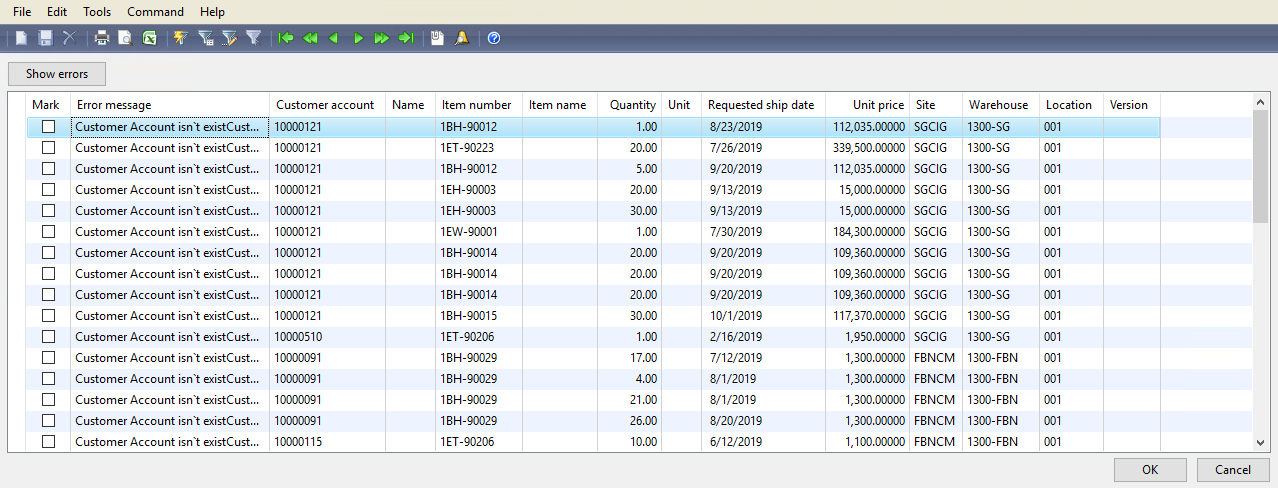 File Edit Tools Command Help
Show errors
Mark Error message Customer account Name Item number Item name Quantity Unit Requested ship date Unit price Site Warehouse Location Version
Customer Account isn`t existCust... 10000121 1BH-90012 1.00 8/23/2019 112,035.00000 SGCIG 1300-SG 001
Customer Account isn`t existCust... 10000121 1ET-90223 20.00 7/26/2019 339,500.00000 SGCIG 1300-SG 001
Customer Account isn`t existCust... 10000121 1BH-90012 5.00 9/20/2019 112,035.00000 SGCIG 1300-SG 001
Customer Account isn`t existCust... 10000121 1EH-90003 20.00 9/13/2019 15,000.00000 SGCIG 1300-SG 001
Customer Account isn`t existCust... 10000121 1EH-90003 30.00 9/13/2019 15,000.00000 SGCIG 1300-SG 001
Customer Account isn`t existCust... 10000121 1EW-90001 1.00 7/30/2019 184,300.00000 SGCIG 1300-SG 001
Customer Account isn`t existCust... 10000121 1BH-90014 20.00 9/20/2019 109,360.00000 SGCIG 1300-SG 001
Customer Account isn`t existCust... 10000121 1BH-90014 20.00 9/20/2019 109,360.00000 SGCIG 1300-SG 001
Customer Account isn`t existCust... 10000121 1BH-90014 20.00 9/20/2019 109,360.00000 SGCIG 1300-SG 001
Customer Account isn`t existCust... 10000121 1BH-90015 30.00 10/1/2019 117,370.00000 SGCIG 1300-SG 001
Customer Account isn`t existCust... 10000510 1ET-90206 1.00 2/16/2019 1,950.00000 SGCIG 1300-SG 001
Customer Account isn`t existCust... 10000091 1BH-90029 17.00 7/12/2019 1,300.00000 FBNCM 1300-FBN 001
Customer Account isn`t existCust... 10000091 1BH-90029 4.00 8/1/2019 1,300.00000 FBNCM 1300-FBN 001
Customer Account isn`t existCust... 10000091 1BH-90029 21.00 8/1/2019 1,300.00000 FBNCM 1300-FBN 001
Customer Account isn`t existCust... 10000091 1BH-90029 26.00 8/20/2019 1,300.00000 FBNCM 1300-FBN 001
Customer Account isn`t existCust... 10000115 1ET-90206 10.00 6/12/2019 1,100.00000 FBNCM 1300-FBN 001
OK Cancel